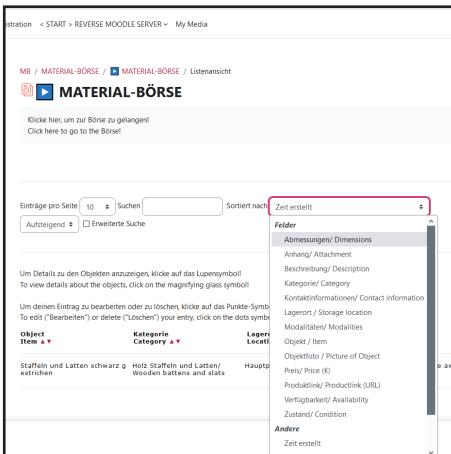 istration < START > REVERSE MOODLE SERVER My Media
MB / MATERIAL-BÖRSE / MATERIAL-BÖRSE / Listenansicht
MATERIAL-BÖRSE
Klicke hier, um zur Börse zu gelangen!
Click here to go to the Börse!
Einträge pro Seite 10 Suchen Sortiert nach Zeit erstellt
Aufsteigend Erweiterte Suche
Felder
Abmessungen/ Dimensions
Anhang/ Attachment
Beschreibung/ Description
Kategorie/ Category
Kontaktinformationen/ Contact information
Lagerort / Storage location
Modalitäten/ Modalities
Objekt / Item
Objektfoto / Picture of Object
Preis/ Price (€)
Produktlink/ Productlink (URL)
Verfügbarkeit/ Availability
Zustand/ Condition
Andere
Zeit erstellt
Um Details zu den Objekten anzuzeigen, klicke auf das Lupensymbol!
To view details about the objects, click on the magnifying glass symbol!
Um deinen Eintrag zu bearbeiten oder zu löschen, klicke auf das Punkte-Symb
To edit ("Bearbeiten") or delete ("Löschen") your entry, click on the dots symb
Object Kategorie Lager
Item ▲▼ Category ▲▼ Locati
Staffeln und Latten schwarz g Holz Staffeln und Latten/ Hauptp
estrichen Wooden battens and slats